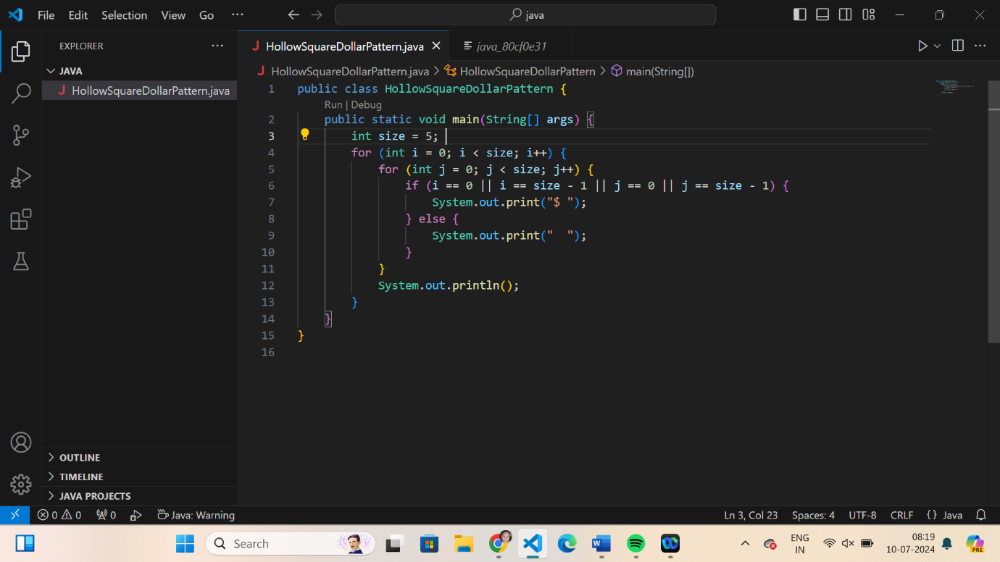 File Edit Selection View Go ···
java
EXPLORER ···
JAVA
J HollowSquareDollarPattern.java
OUTLINE
TIMELINE
JAVA PROJECTS
J HollowSquareDollarPattern.java
java_80cf0e31
J HollowSquareDollarPattern.java > HollowSquareDollarPattern > main(String[])
1 public class HollowSquareDollarPattern {
Run | Debug
2     public static void main(String[] args) {
3         int size = 5;
4         for (int i = 0; i < size; i++) {
5             for (int j = 0; j < size; j++) {
6                 if (i == 0 || i == size - 1 || j == 0 || j == size - 1) {
7                     System.out.print("$ ");
8                 } else {
9                     System.out.print("  ");
10                 }
11             }
12             System.out.println();
13         }
14     }
15 }
16
0 0 0 Java: Warning Ln 3, Col 23 Spaces: 4 UTF-8 CRLF {} Java
Search
ENG
IN
08:19
10-07-2024
PRE